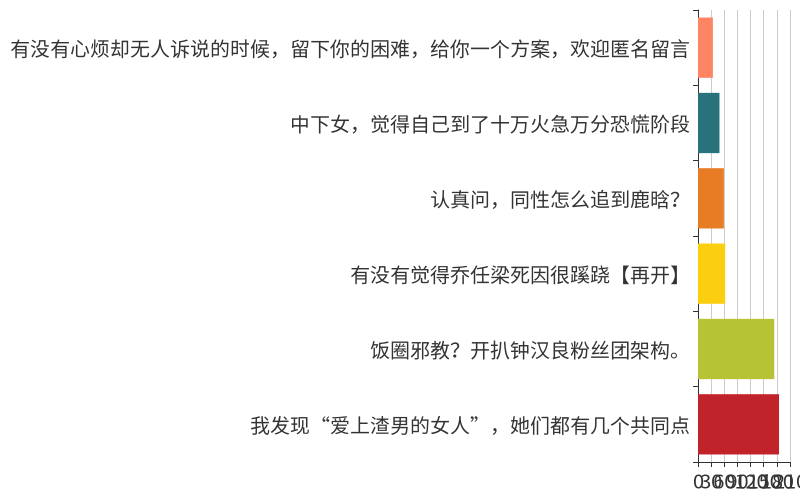 有没有心烦却无人诉说的时候，留下你的困难，给你一个方案，欢迎匿名留言
中下女，觉得自己到了十万火急万分恐慌阶段
认真问，同性怎么追到鹿晗？
有没有觉得乔任梁死因很蹊跷【再开】
饭圈邪教？开扒钟汉良粉丝团架构。
我发现“爱上渣男的女人”，她们都有几个共同点
0 30 60 90 120 150 180 210